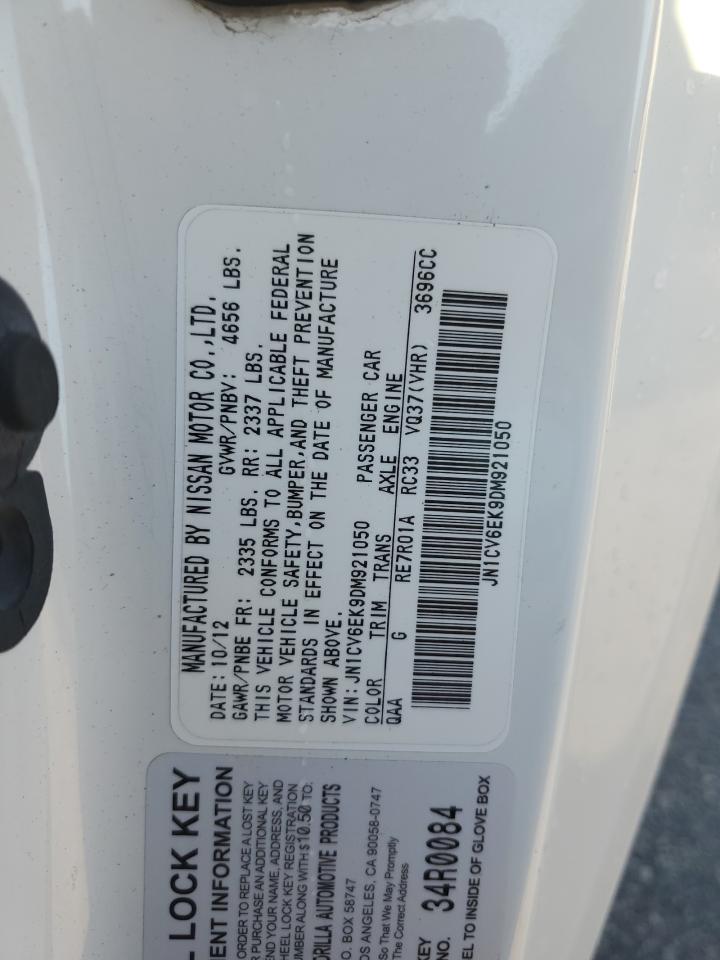 MANUFACTURED BY NISSAN MOTOR CO.,LTD.
DATE: 10/12 GVWR/PNBV: 4656 LBS.
GAWR/PNBE FR: 2335 LBS. RR: 2337 LBS.
THIS VEHICLE CONFORMS TO ALL APPLICABLE FEDERAL
MOTOR VEHICLE SAFETY,BUMPER,AND THEFT PREVENTION
STANDARDS IN EFFECT ON THE DATE OF MANUFACTURE
SHOWN ABOVE.
VIN:JN1CV6EK9DM921050 PASSENGER CAR
COLOR TRIM TRANS AXLE ENGINE
QAA G RE7R01A RC33 VQ37(VHR) 3696CC
JN1CV6EK9DM921050
L LOCK KEY
ENT INFORMATION
ORDER TO REPLACE A LOST KEY
PURCHASE AN ADDITIONAL KEY
END YOUR NAME, ADDRESS, AND
HEEL LOCK KEY REGISTRATION
UMBER ALONG WITH $10.50 TO:
ORILLA AUTOMOTIVE PRODUCTS
O. BOX 58747
OS ANGELES, CA 90058-0747
So That We May Promptly
The Correct Address
KEY
NO. 34R0084
EL TO INSIDE OF GLOVE BOX